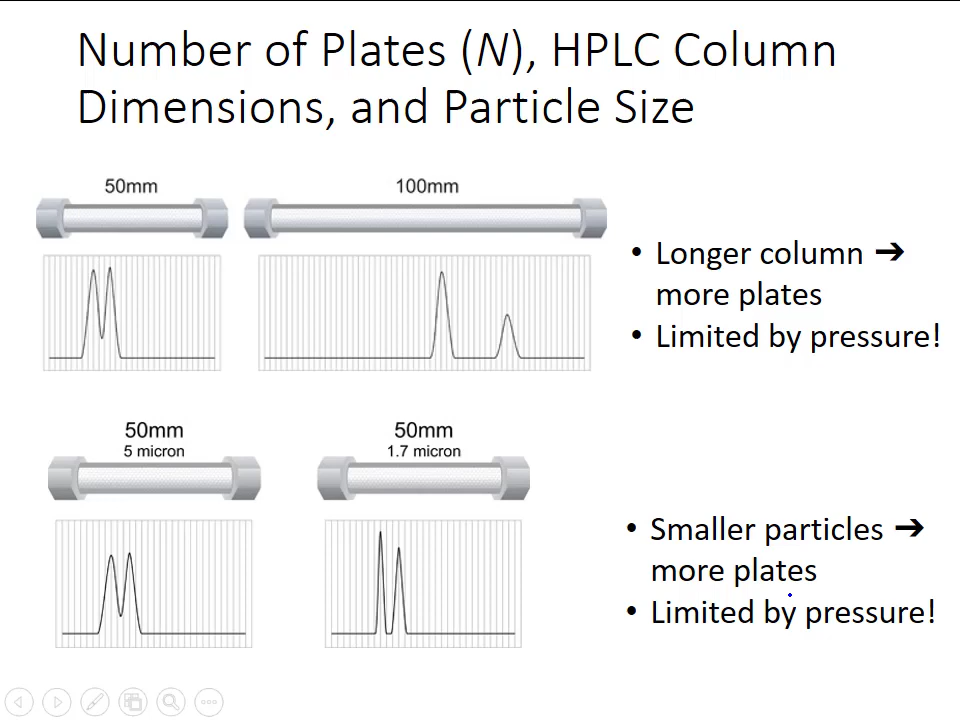 Number of Plates (N), HPLC Column
Dimensions, and Particle Size
50mm
100mm
• Longer column ➔
more plates
• Limited by pressure!
50mm
5 micron
50mm
1.7 micron
• Smaller particles ➔
more plates
• Limited by pressure!